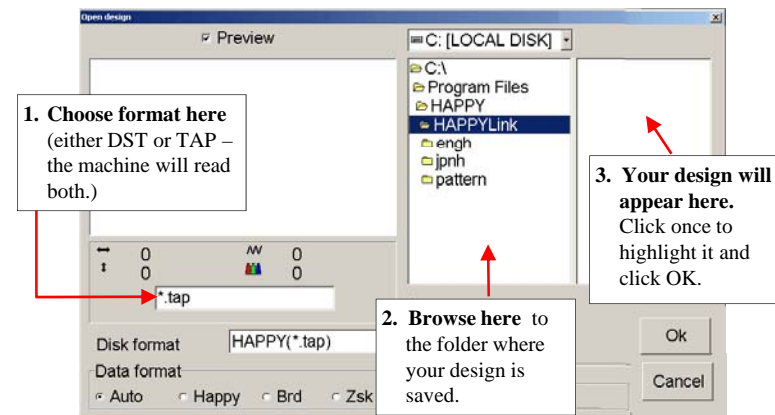 Open design
Preview
C: [LOCAL DISK]
C:\
Program Files
HAPPY
HAPPYLink
engh
jpnh
pattern
1. Choose format here
(either DST or TAP –
the machine will read
both.)
3. Your design will
appear here.
Click once to
highlight it and
click OK.
0
0
0
0
*.tap
2. Browse here to
the folder where
your design is
saved.
Disk format
HAPPY(*.tap)
Ok
Data format
Auto
Happy
Brd
Zsk
Cancel